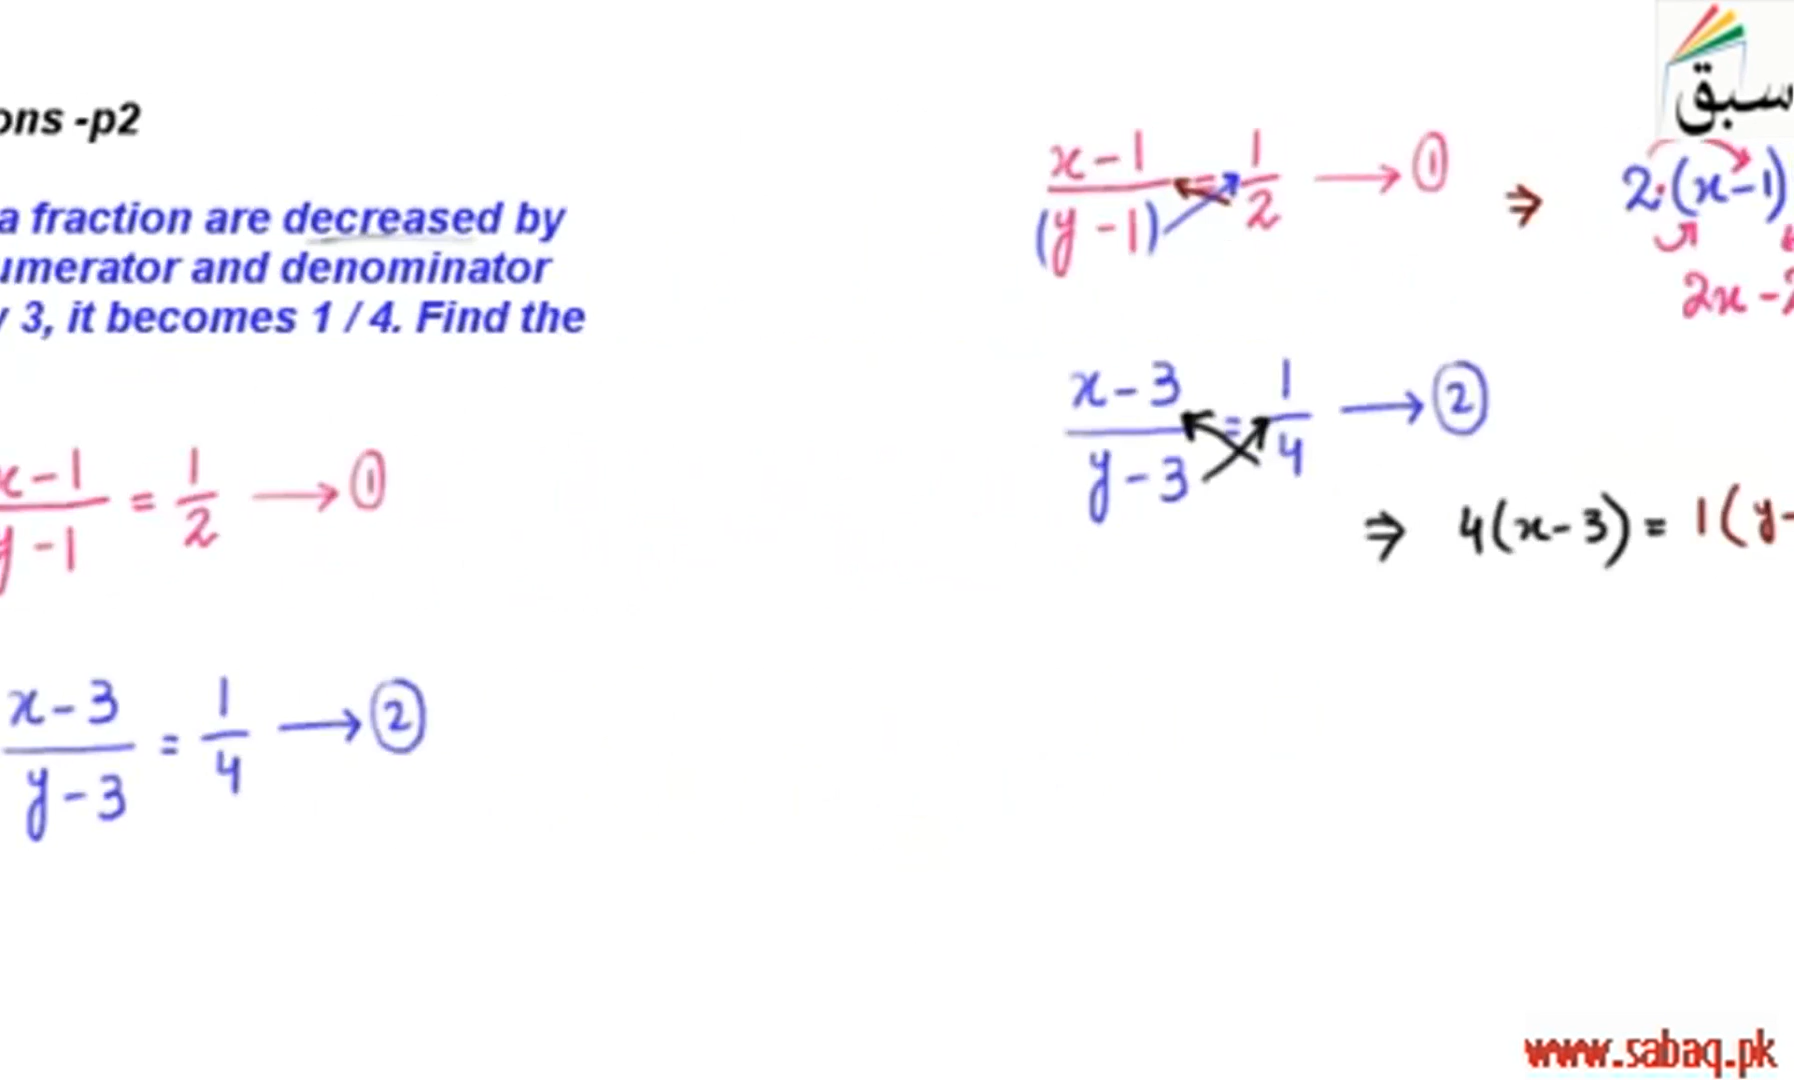 ons -p2
a fraction are decreased by
umerator and denominator
3, it becomes 1 / 4. Find the
x-1 / y-1 = 1/2 → ①
x-3 / y-3 = 1/4 → ②
سبق
x-1 / (y-1) = 1/2 → ① ⇒ 2·(x-1)
2x-2
x-3 / y-3 = 1/4 → ②
⇒ 4(x-3) = 1(y-
www.sabaq.pk